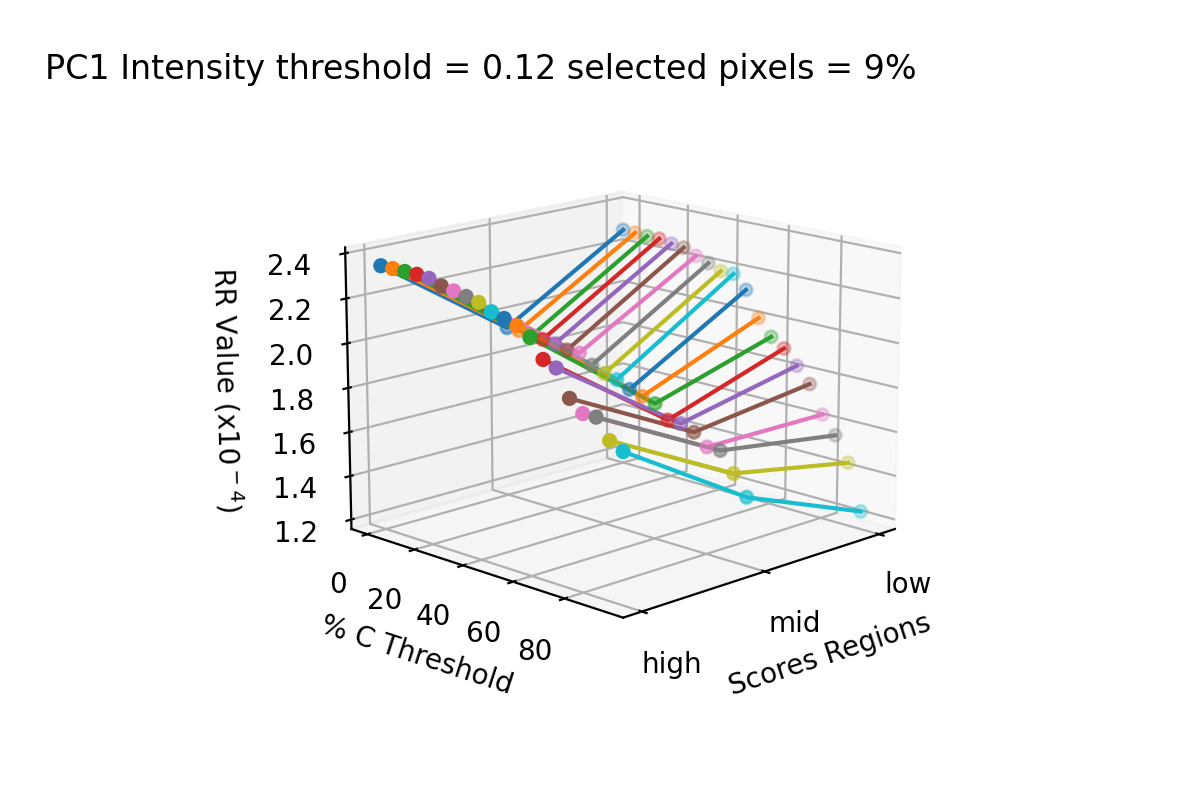 PC1 Intensity threshold = 0.12 selected pixels = 9%
RR Value (x10⁻⁴)
2.4
2.2
2.0
1.8
1.6
1.4
1.2
0
20
40
60
80
% C Threshold
high
mid
low
Scores Regions